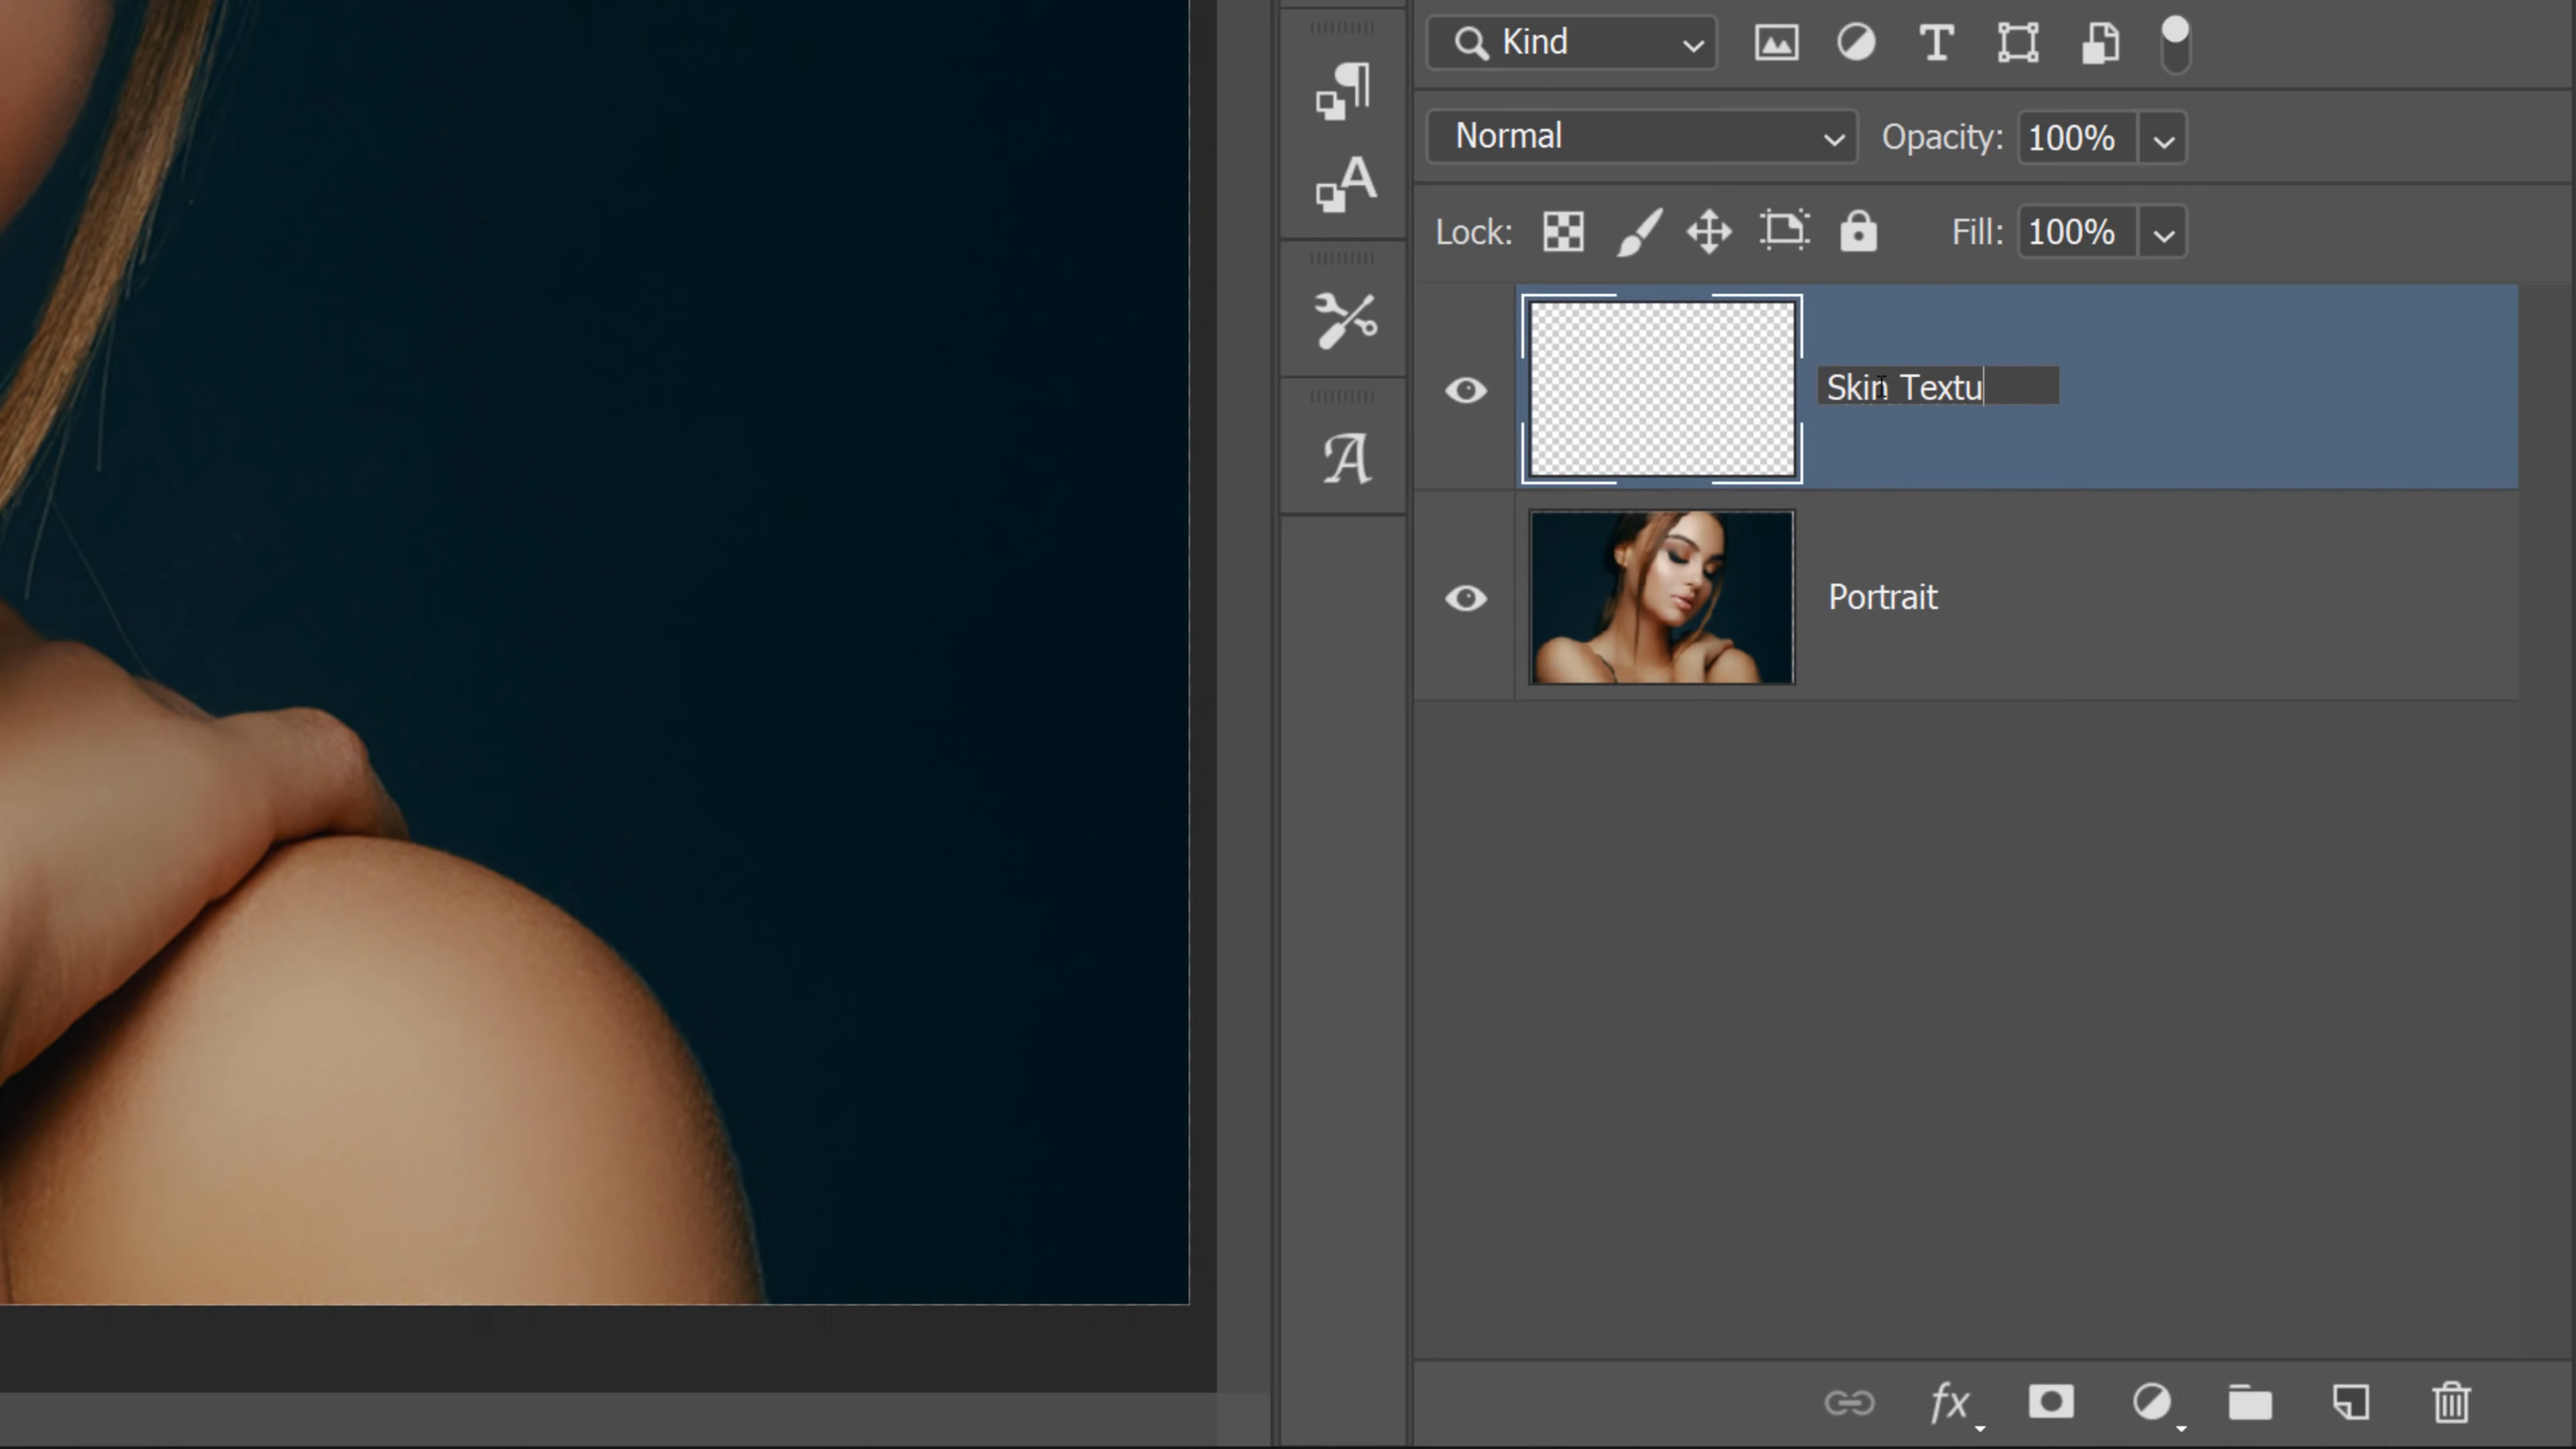 Kind
Normal
Opacity: 100%
Lock:
Fill: 100%
Skin Textu
Portrait
fx